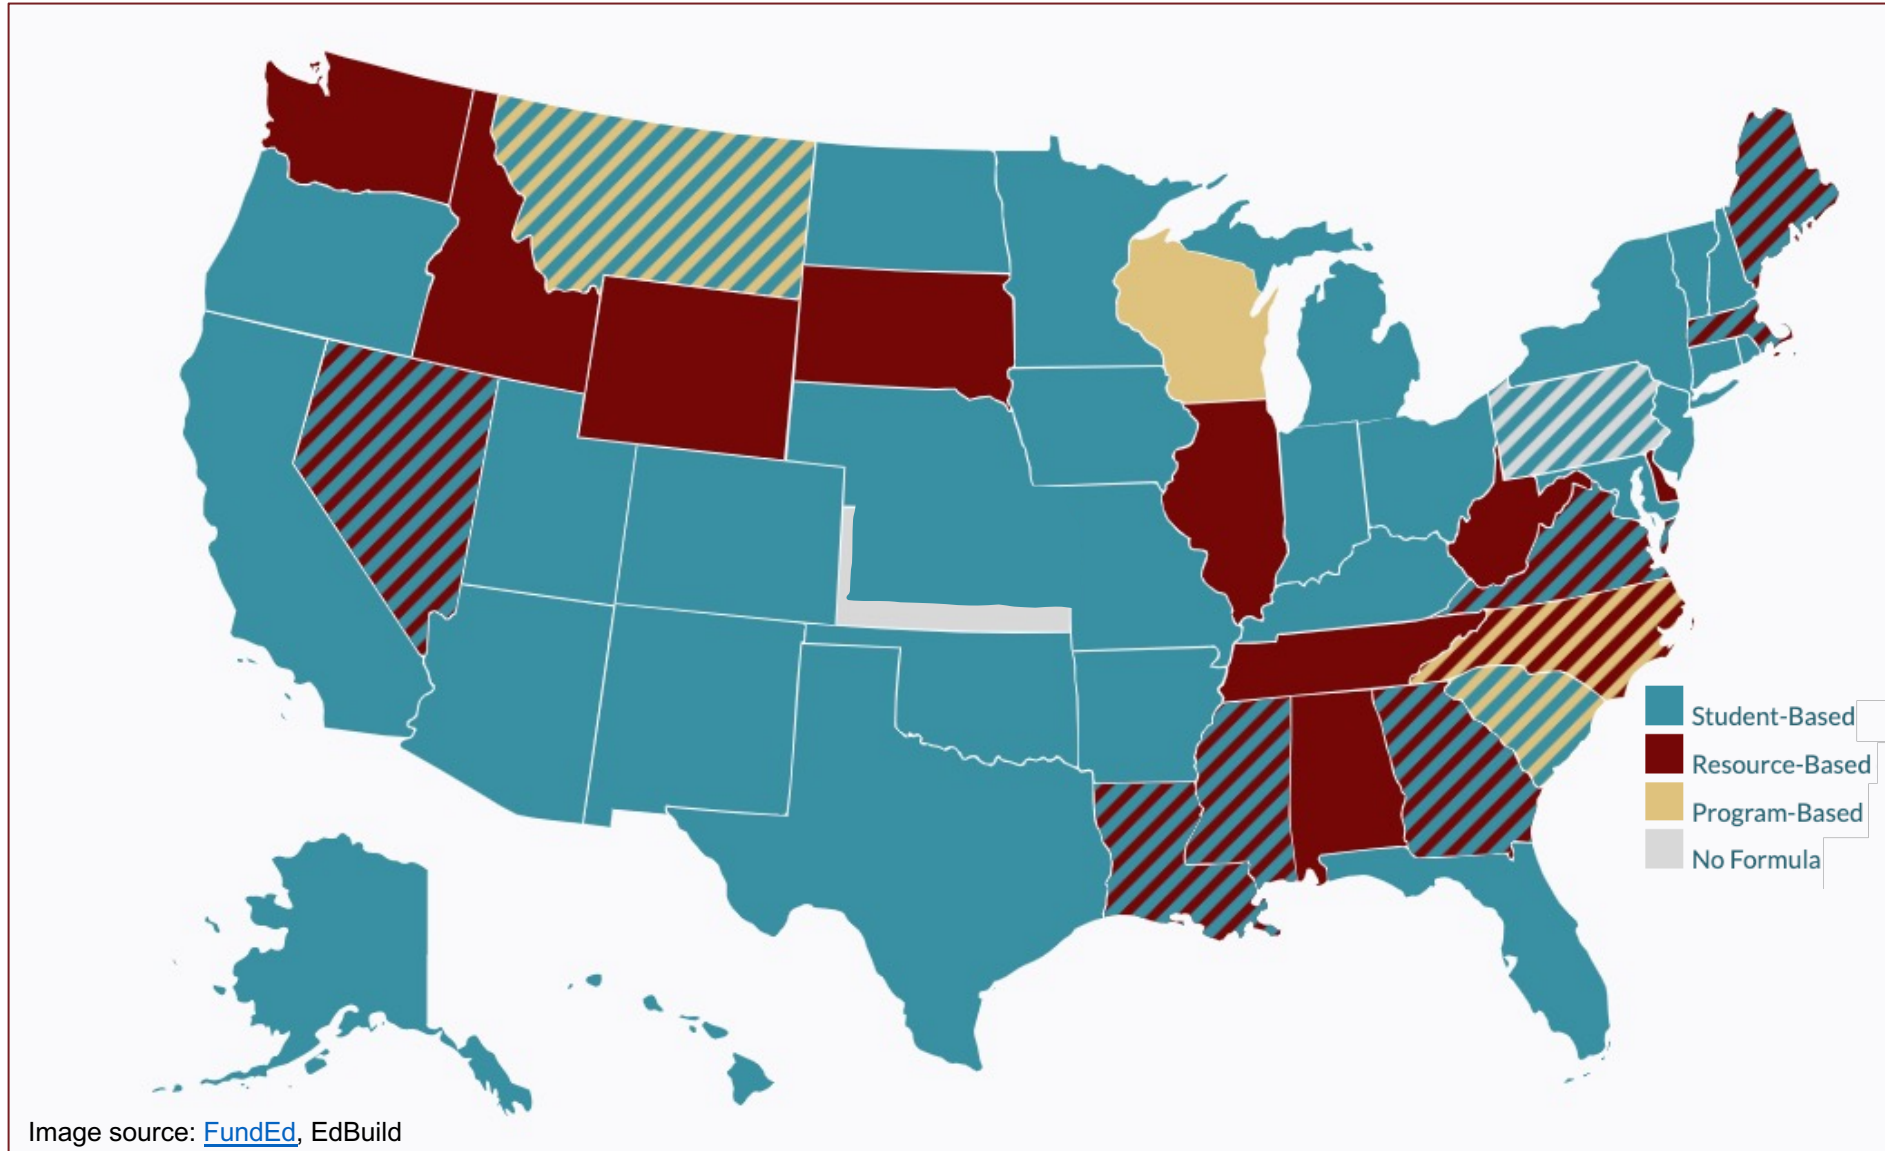 Student-Based
Resource-Based
Program-Based
No Formula
Image source: FundEd, EdBuild